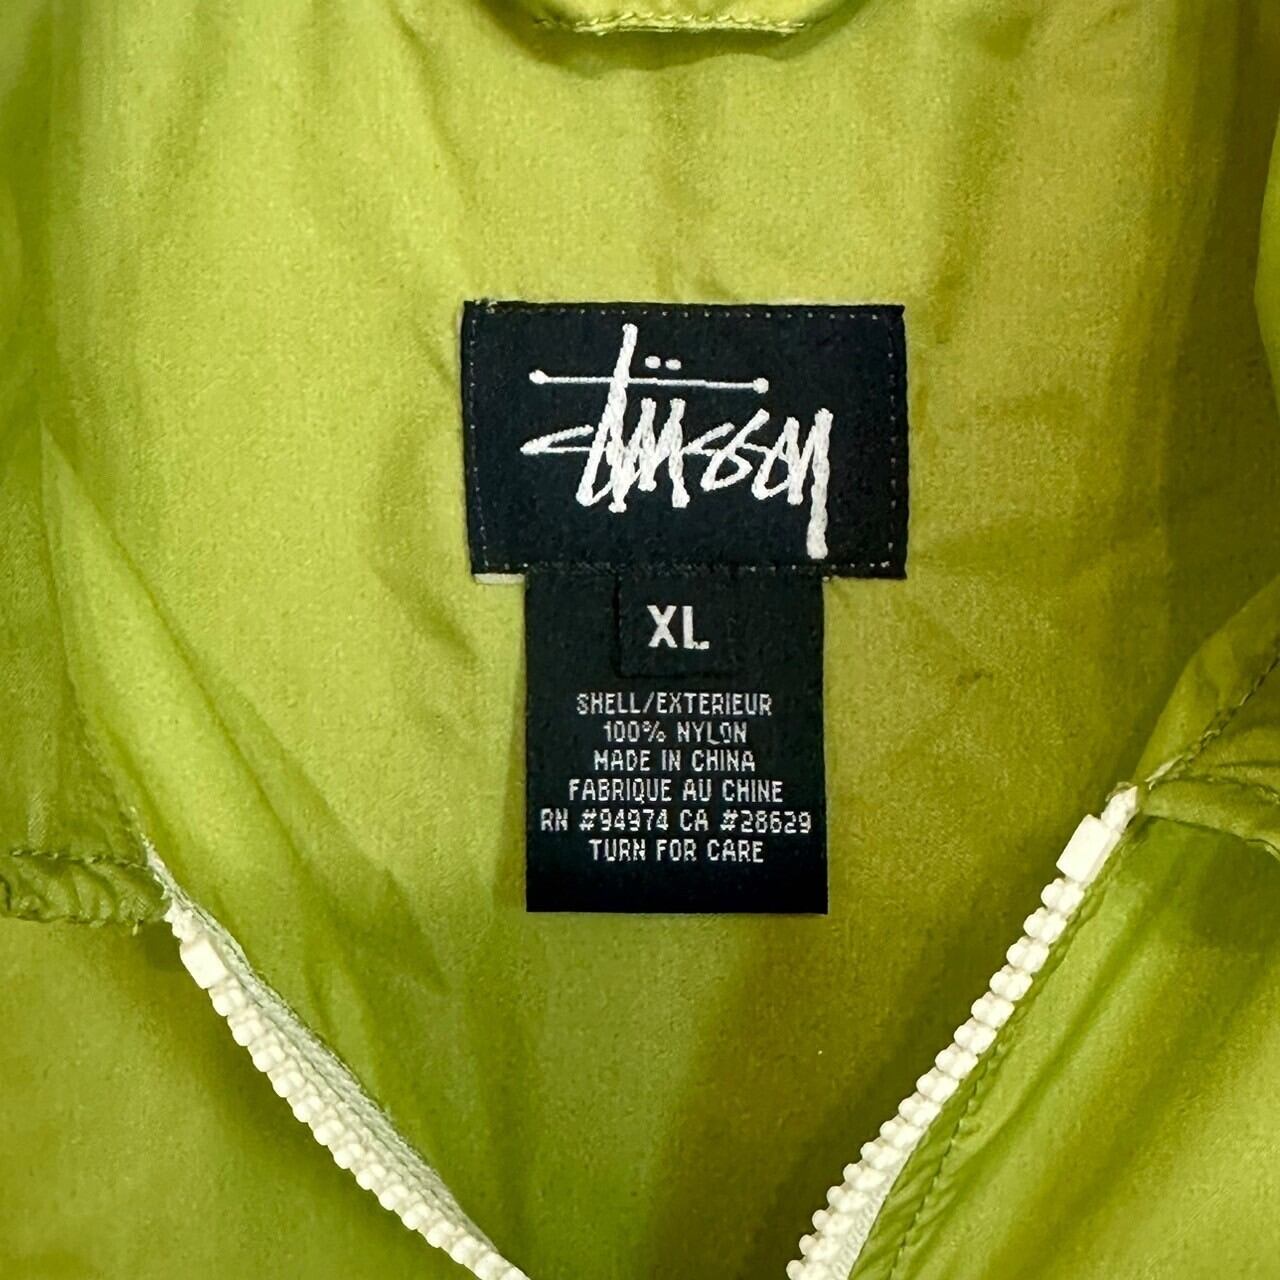 Stüssy
XL
SHELL/EXTERIEUR
100% NYLON
MADE IN CHINA
FABRIQUE AU CHINE
RN #94974 CA #28629
TURN FOR CARE